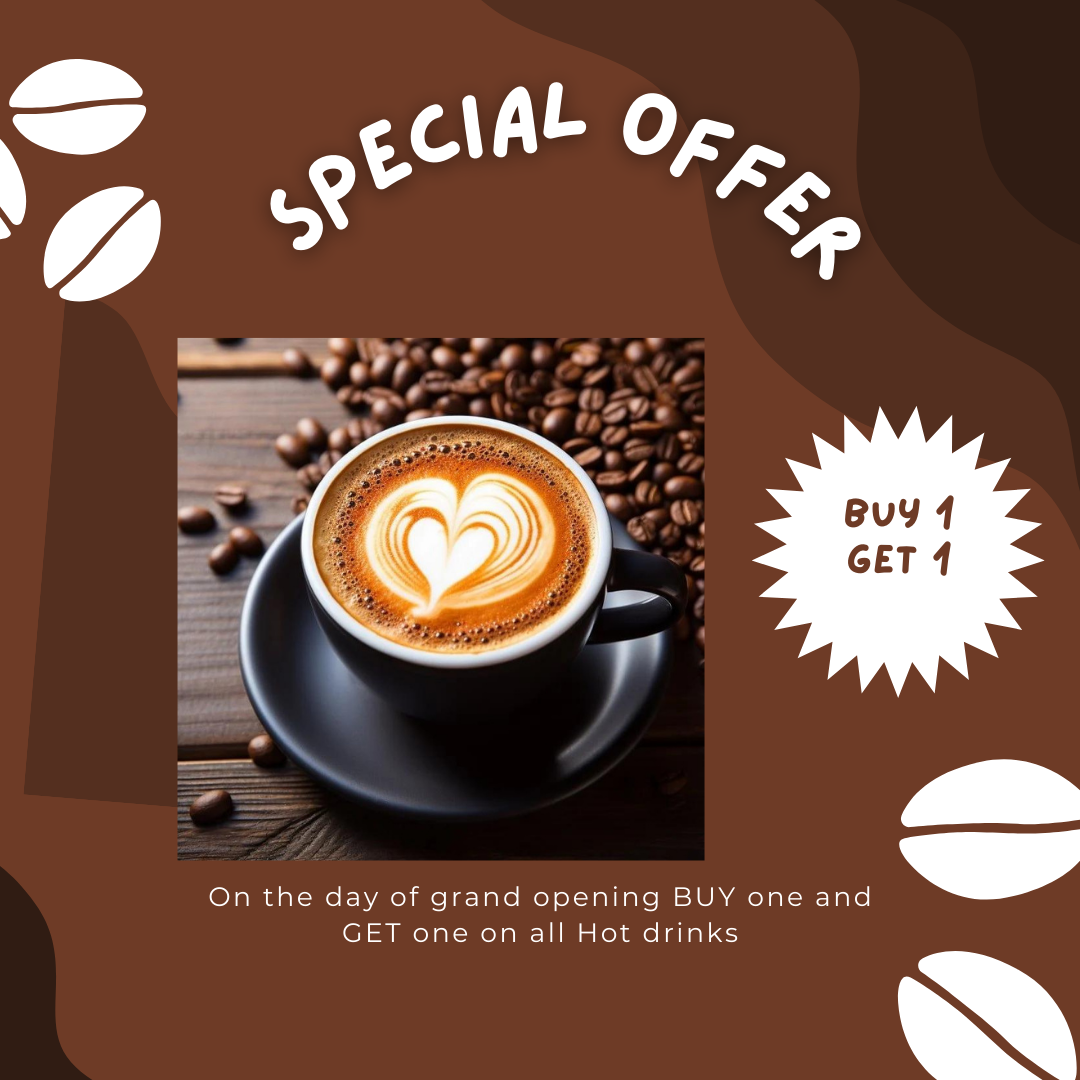 SPECIAL OFFER
BUY 1
GET 1
On the day of grand opening BUY one and
GET one on all Hot drinks